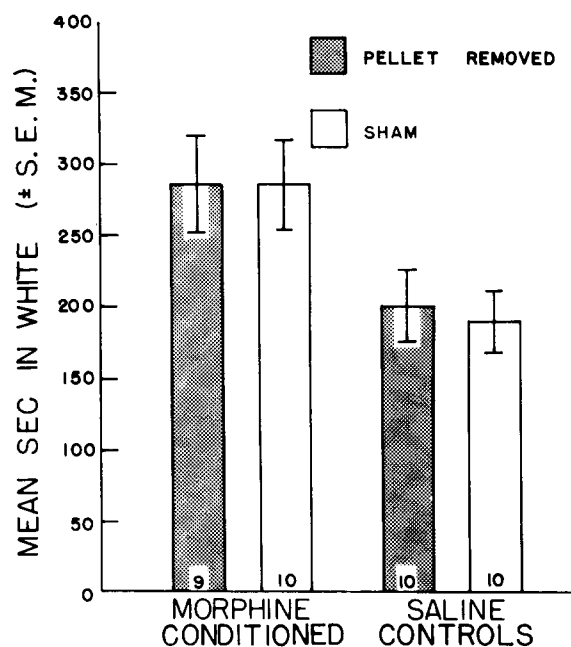 MEAN SEC IN WHITE (± S. E. M.)
400
350
300
250
200
150
100
50
0
PELLET REMOVED
SHAM
9
10
10
10
MORPHINE
CONDITIONED
SALINE
CONTROLS